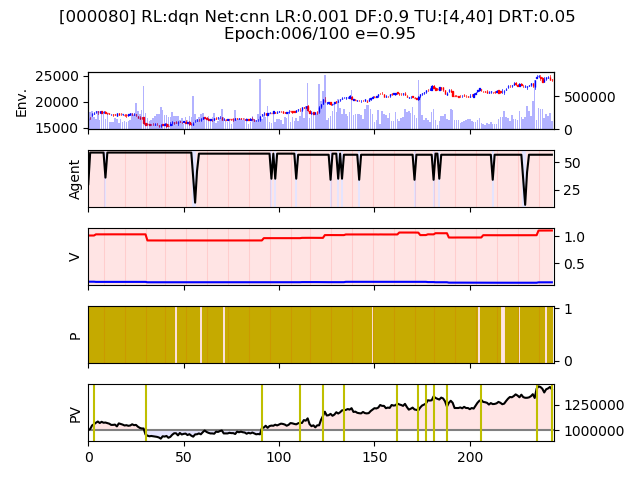 [000080] RL:dqn Net:cnn LR:0.001 DF:0.9 TU:[4,40] DRT:0.05
Epoch:006/100 e=0.95
Env.
25000
20000
15000
500000
0
Agent
50
25
V
1.0
0.5
P
1
0
PV
1250000
1000000
0 50 100 150 200